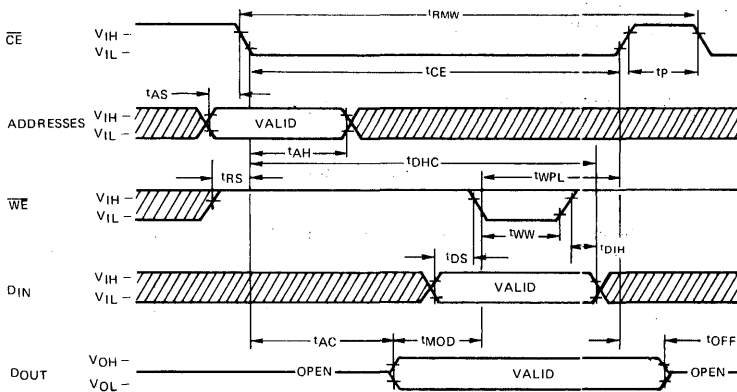 tRMW
CE
VIH
VIL
tCE
tP
tAS
ADDRESSES
VIH
VIL
VALID
tAH
tDHC
tRS
tWPL
WE
VIH
VIL
tWW
tDIH
tDS
DIN
VIH
VIL
VALID
tAC
tMOD
tOFF
DOUT
VOH
VOL
OPEN
VALID
OPEN